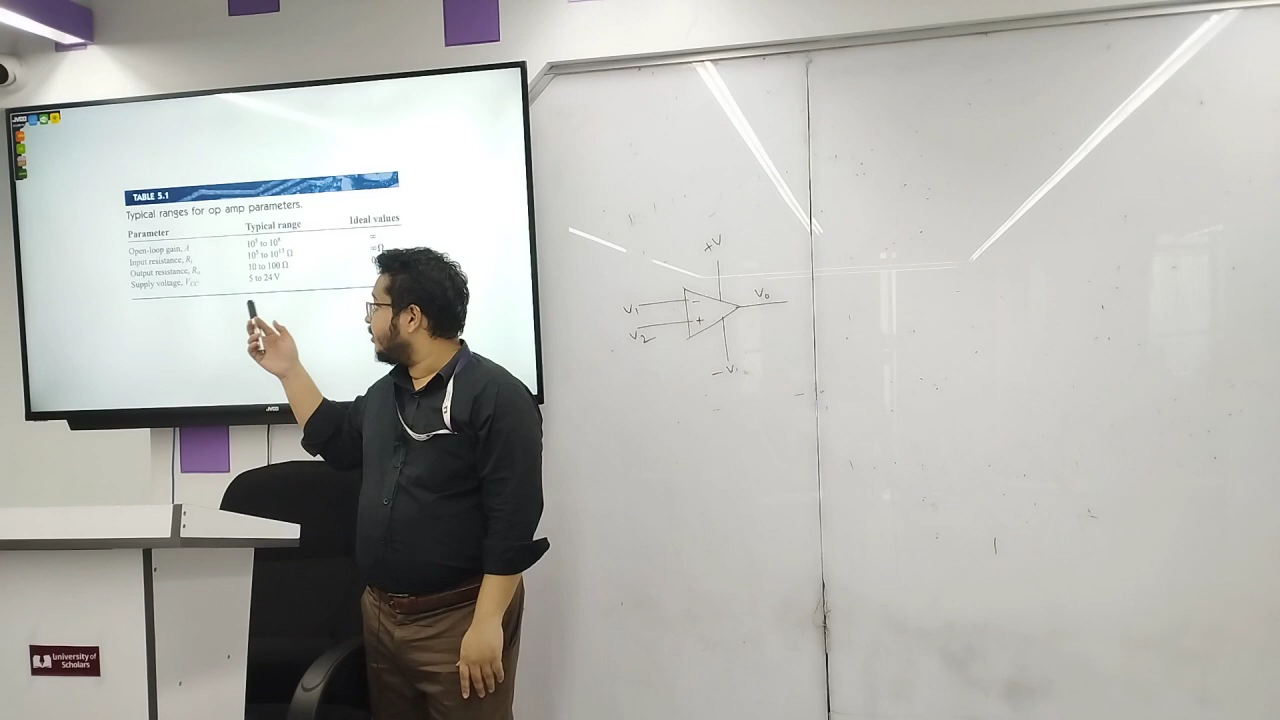 JVCO
TABLE 5.1
Typical ranges for op amp parameters.
Parameter Typical range Ideal values
Open-loop gain, A 10⁵ to 10⁸ ∞
Input resistance, Rᵢ 10⁵ to 10¹³ Ω ∞ Ω
Output resistance, Rₒ 10 to 100 Ω
Supply voltage, V_CC 5 to 24 V
JVCO
+V
V₁ − V₀
V₂ +
−V
University of
Scholars